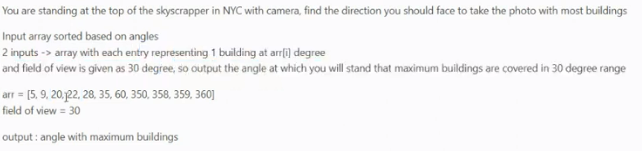 You are standing at the top of the skyscrapper in NYC with camera, find the direction you should face to take the photo with most buildings
Input array sorted based on angles
2 inputs -> array with each entry representing 1 building at arr[i] degree
and field of view is given as 30 degree, so output the angle at which you will stand that maximum buildings are covered in 30 degree range
arr = [5, 9, 20, 22, 28, 35, 60, 350, 358, 359, 360]
field of view = 30
output : angle with maximum buildings